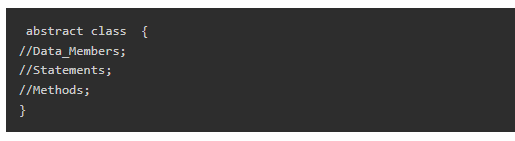 abstract class  {
//Data_Members;
//Statements;
//Methods;
}